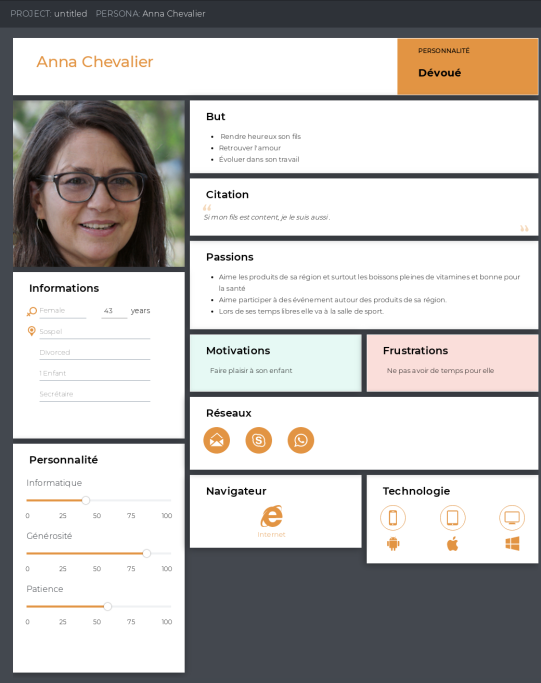 PROJECT: untitled PERSONA: Anna Chevalier
Anna Chevalier
PERSONNALITÉ
Dévoué
But
Rendre heureux son fils
Retrouver l'amour
Évoluer dans son travail
Citation
“
Si mon fils est content, je le suis aussi.
”
Passions
Aime les produits de sa région et surtout les boissons pleines de vitamines et bonne pour
la santé
Aime participer à des événement autour des produits de sa région.
Lors de ses temps libres elle va à la salle de sport.
Informations
Female 43 years
Sospel
Divorced
1 Enfant
Secrétaire
Motivations
Faire plaisir à son enfant
Frustrations
Ne pas avoir de temps pour elle
Réseaux
Personnalité
Informatique
0 25 50 75 100
Générosité
0 25 50 75 100
Patience
0 25 50 75 100
Navigateur
Internet
Technologie